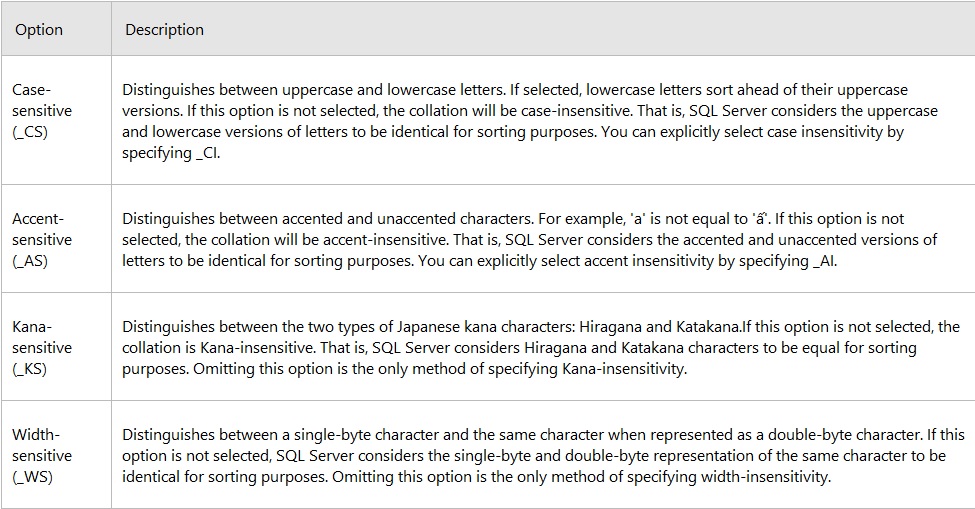 Option
Description
Case-
sensitive
(_CS)
Distinguishes between uppercase and lowercase letters. If selected, lowercase letters sort ahead of their uppercase
versions. If this option is not selected, the collation will be case-insensitive. That is, SQL Server considers the uppercase
and lowercase versions of letters to be identical for sorting purposes. You can explicitly select case insensitivity by
specifying _CI.
Accent-
sensitive
(_AS)
Distinguishes between accented and unaccented characters. For example, 'a' is not equal to 'ấ'. If this option is not
selected, the collation will be accent-insensitive. That is, SQL Server considers the accented and unaccented versions of
letters to be identical for sorting purposes. You can explicitly select accent insensitivity by specifying _AI.
Kana-
sensitive
(_KS)
Distinguishes between the two types of Japanese kana characters: Hiragana and Katakana.If this option is not selected, the
collation is Kana-insensitive. That is, SQL Server considers Hiragana and Katakana characters to be equal for sorting
purposes. Omitting this option is the only method of specifying Kana-insensitivity.
Width-
sensitive
(_WS)
Distinguishes between a single-byte character and the same character when represented as a double-byte character. If this
option is not selected, SQL Server considers the single-byte and double-byte representation of the same character to be
identical for sorting purposes. Omitting this option is the only method of specifying width-insensitivity.